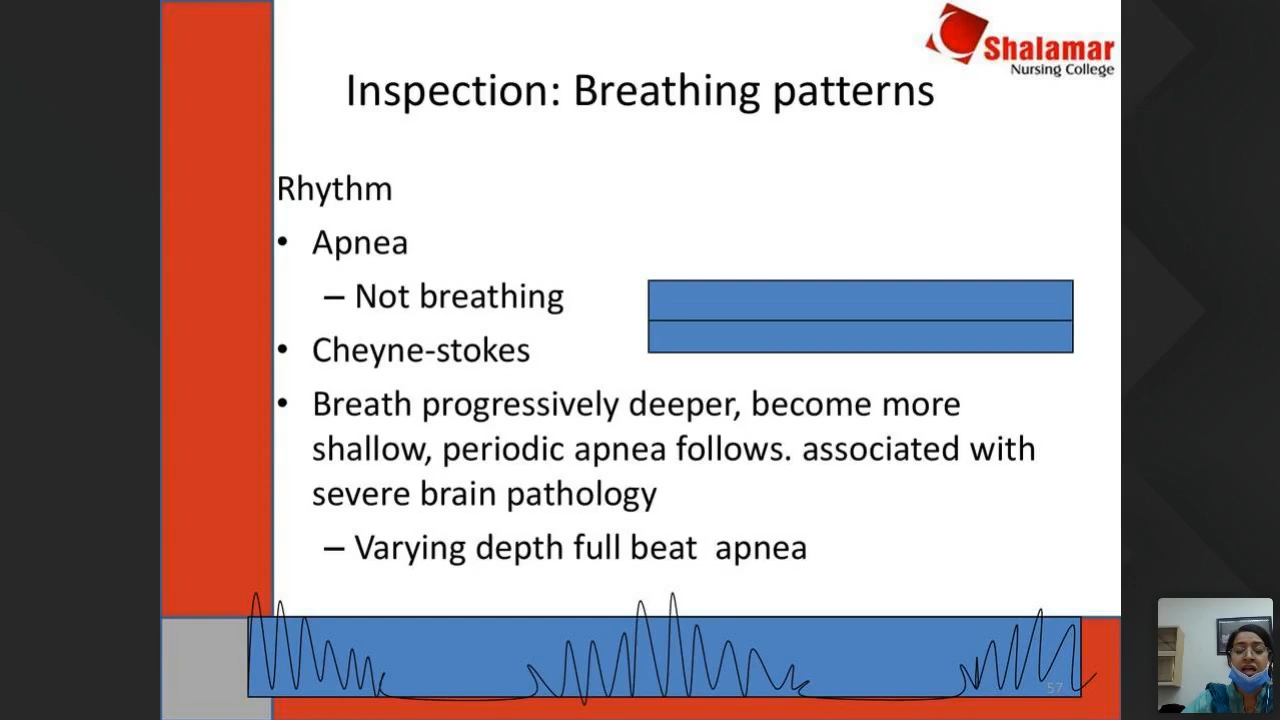 Shalamar
Nursing College
Inspection: Breathing patterns
Rhythm
• Apnea
– Not breathing
• Cheyne-stokes
• Breath progressively deeper, become more
shallow, periodic apnea follows. associated with
severe brain pathology
– Varying depth full beat  apnea
57